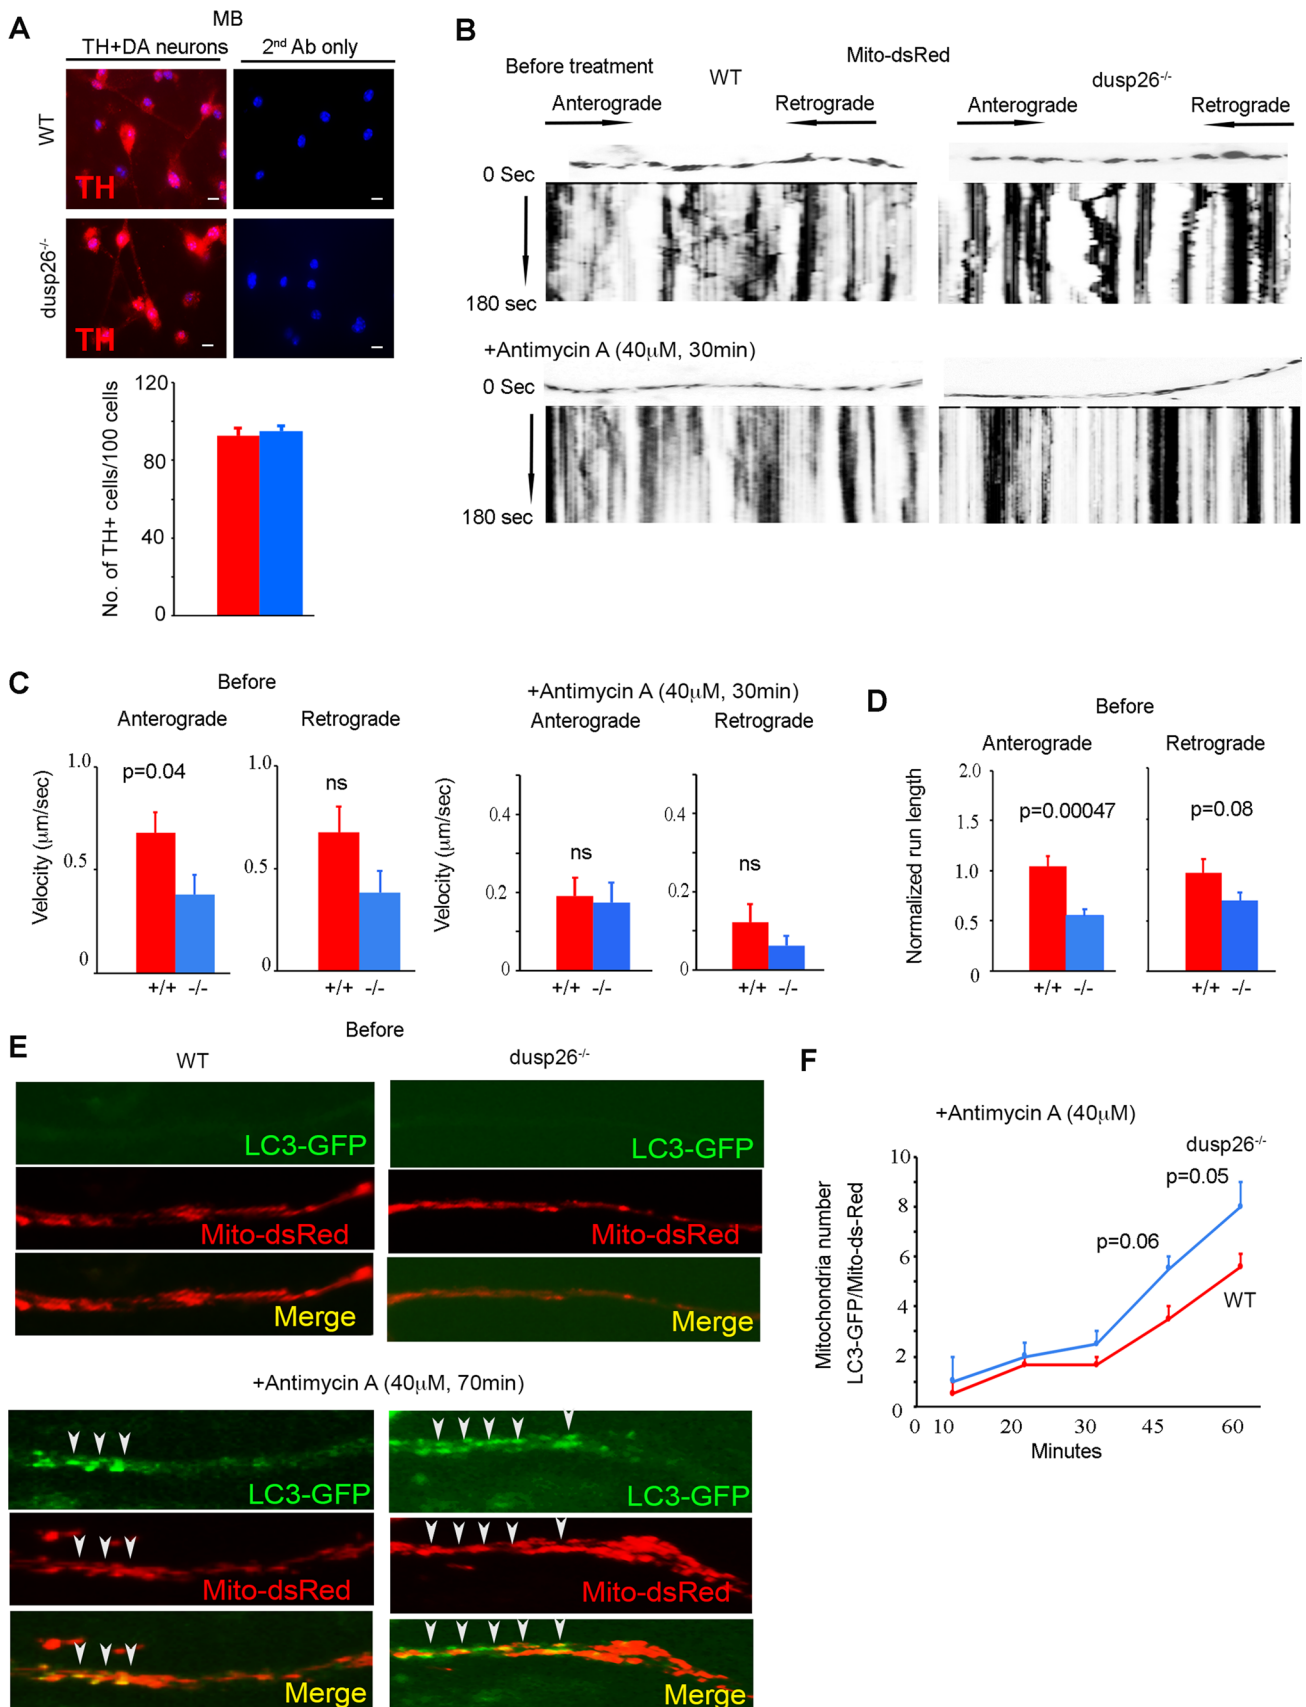 A
MB
TH+DA neurons
2nd Ab only
WT
TH
dusp26-/-
TH
No. of TH+ cells/100 cells
120
80
40
0
B
Mito-dsRed
Before treatment
WT
dusp26-/-
Anterograde
Retrograde
Anterograde
Retrograde
0 Sec
180 sec
+Antimycin A (40µM, 30min)
0 Sec
180 sec
C
Before
Anterograde
Retrograde
Velocity (µm/sec)
1.0
0.5
0
p=0.04
+/+ -/-
1.0
0.5
0
ns
+/+ -/-
+Antimycin A (40µM, 30min)
Anterograde
Retrograde
Velocity (µm/sec)
0.4
0.2
0
ns
+/+ -/-
0.4
0.2
0
ns
+/+ -/-
D
Before
Anterograde
Retrograde
Normalized run length
2.0
1.5
1.0
0.5
0
p=0.00047
+/+ -/-
p=0.08
+/+ -/-
E
Before
WT
dusp26-/-
LC3-GFP
LC3-GFP
Mito-dsRed
Mito-dsRed
Merge
Merge
+Antimycin A (40µM, 70min)
LC3-GFP
LC3-GFP
Mito-dsRed
Mito-dsRed
Merge
Merge
F
+Antimycin A (40µM)
Mitochondria number
LC3-GFP/Mito-ds-Red
10
8
6
4
2
0
dusp26-/-
p=0.05
p=0.06
WT
0 10 20 30 45 60
Minutes